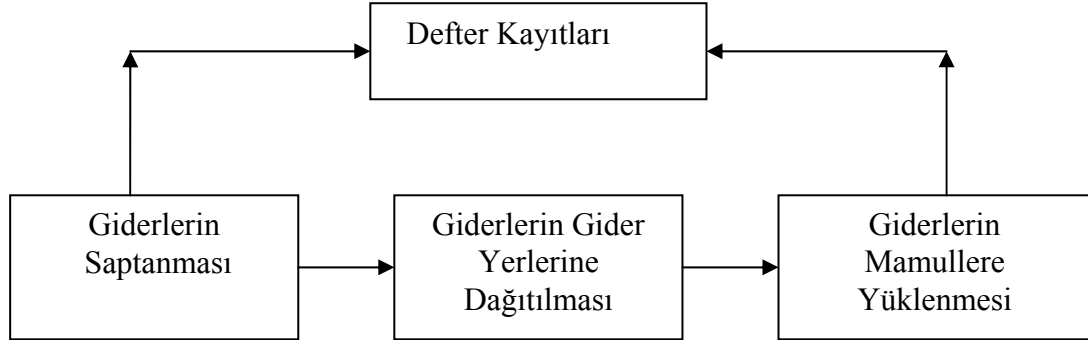 Defter Kayıtları
Giderlerin
Saptanması
Giderlerin Gider
Yerlerine
Dağıtılması
Giderlerin
Mamullere
Yüklenmesi